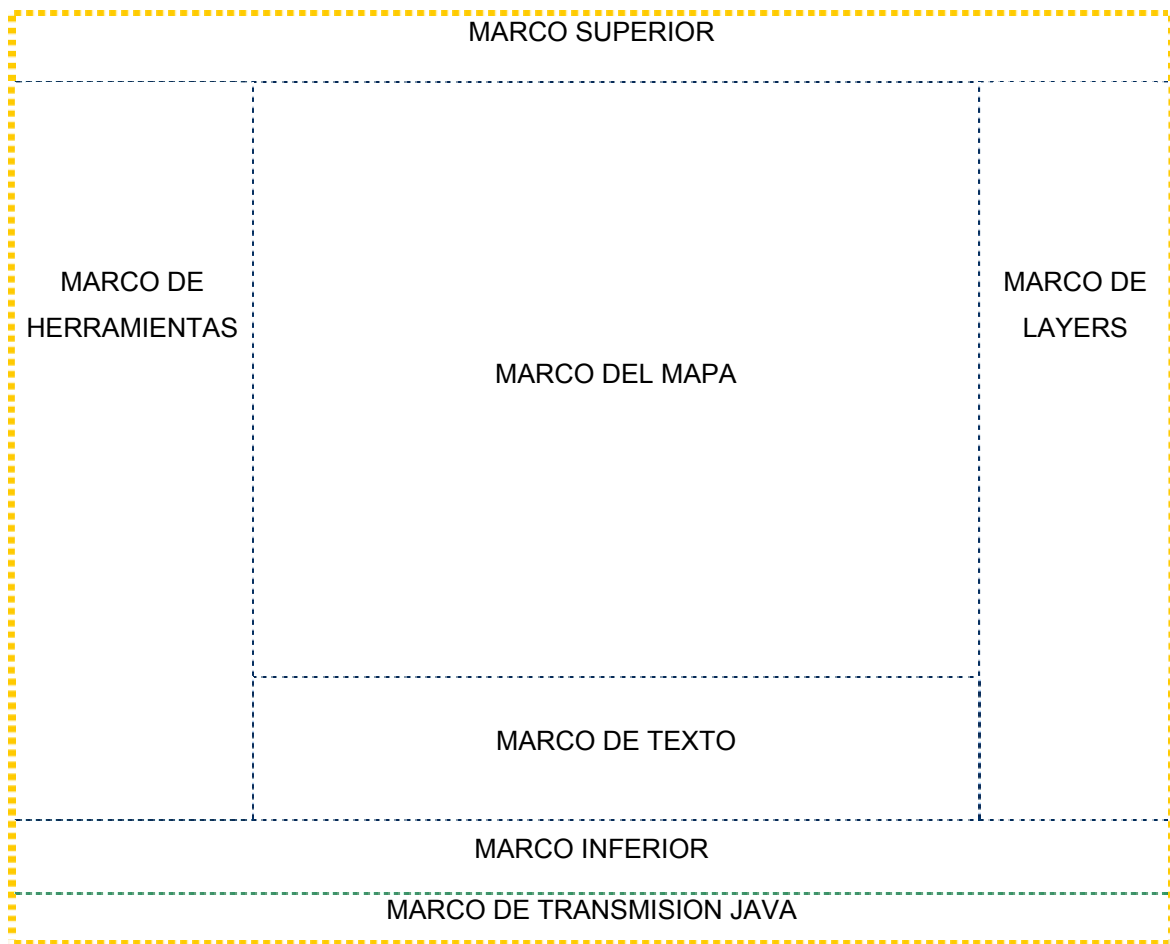 MARCO SUPERIOR
MARCO DE
HERRAMIENTAS
MARCO DEL MAPA
MARCO DE
LAYERS
MARCO DE TEXTO
MARCO INFERIOR
MARCO DE TRANSMISION JAVA